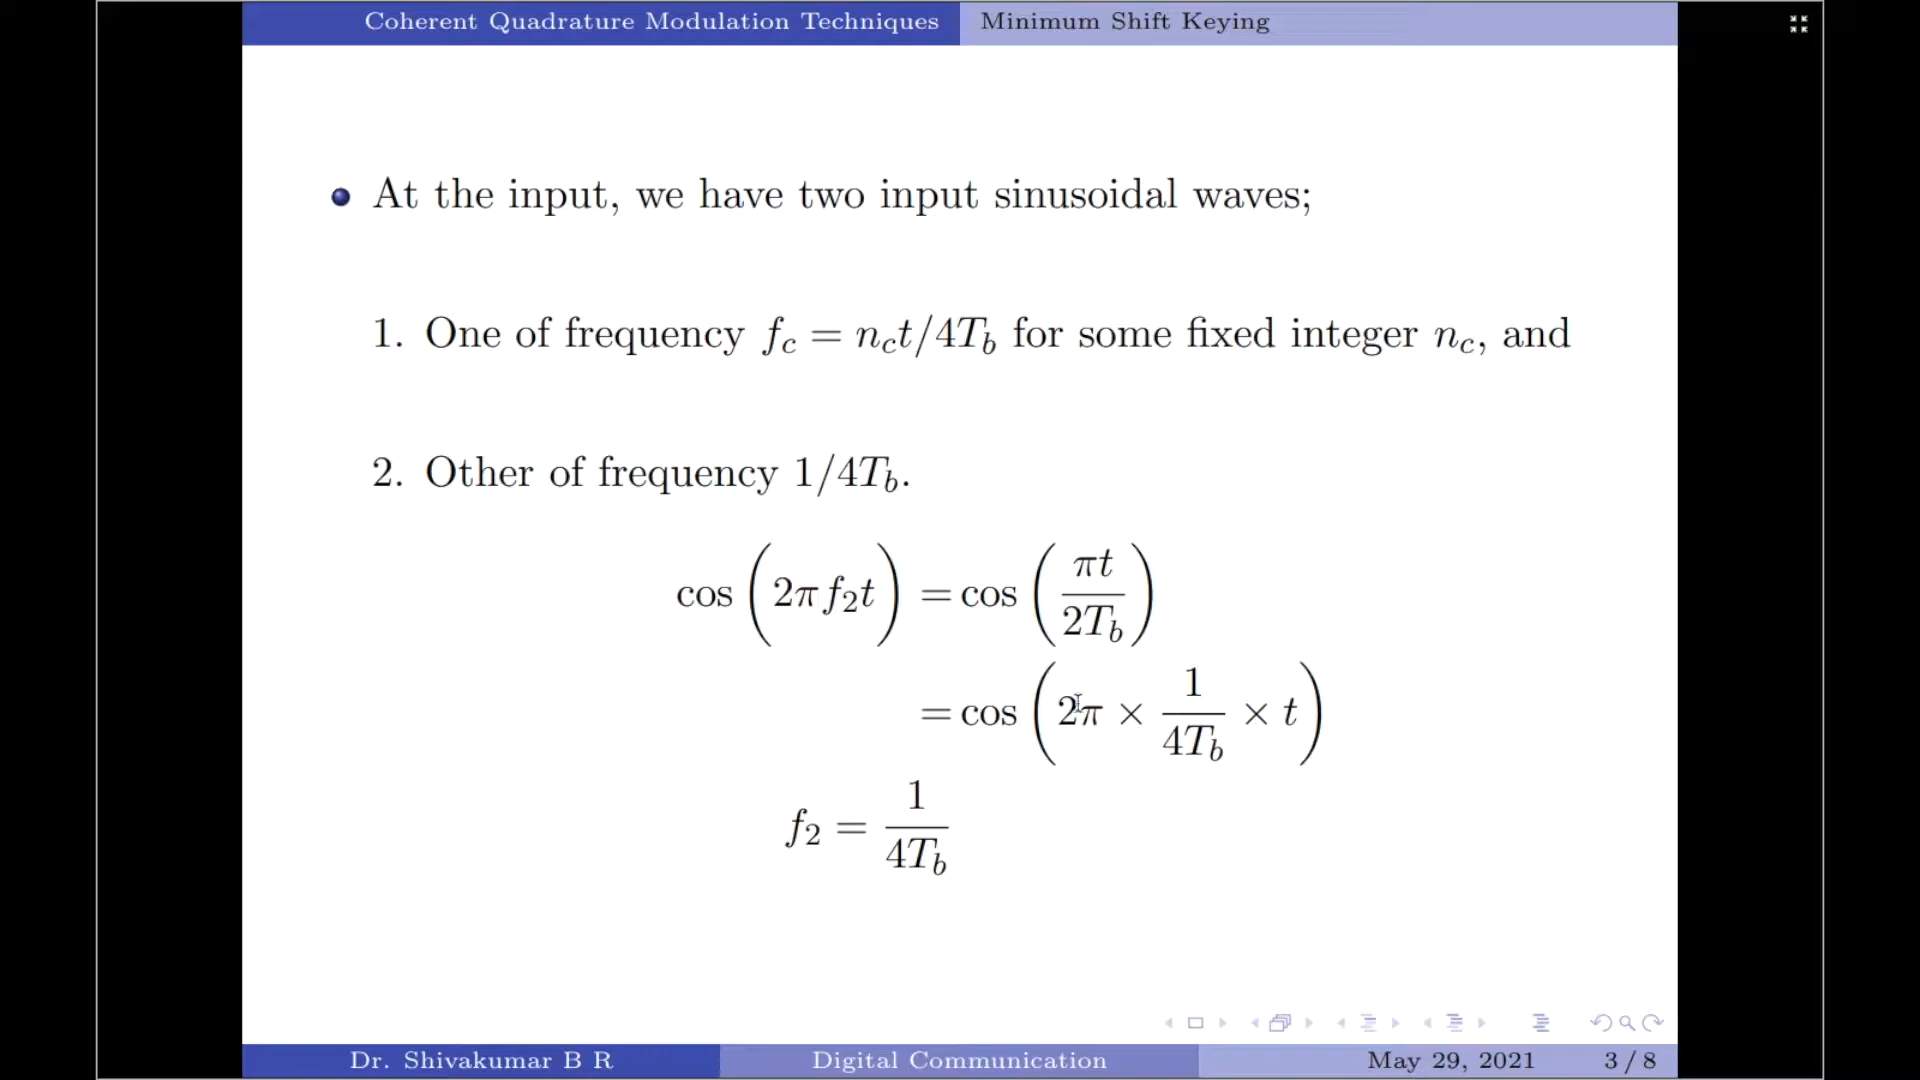 Coherent Quadrature Modulation Techniques Minimum Shift Keying
At the input, we have two input sinusoidal waves;
1. One of frequency f_c = n_c t/4T_b for some fixed integer n_c, and
2. Other of frequency 1/4T_b.
cos(2πf_2t) = cos(πt/2T_b)
= cos(2π × 1/4T_b × t)
f_2 = 1/4T_b
Dr. Shivakumar B R Digital Communication May 29, 2021 3 / 8